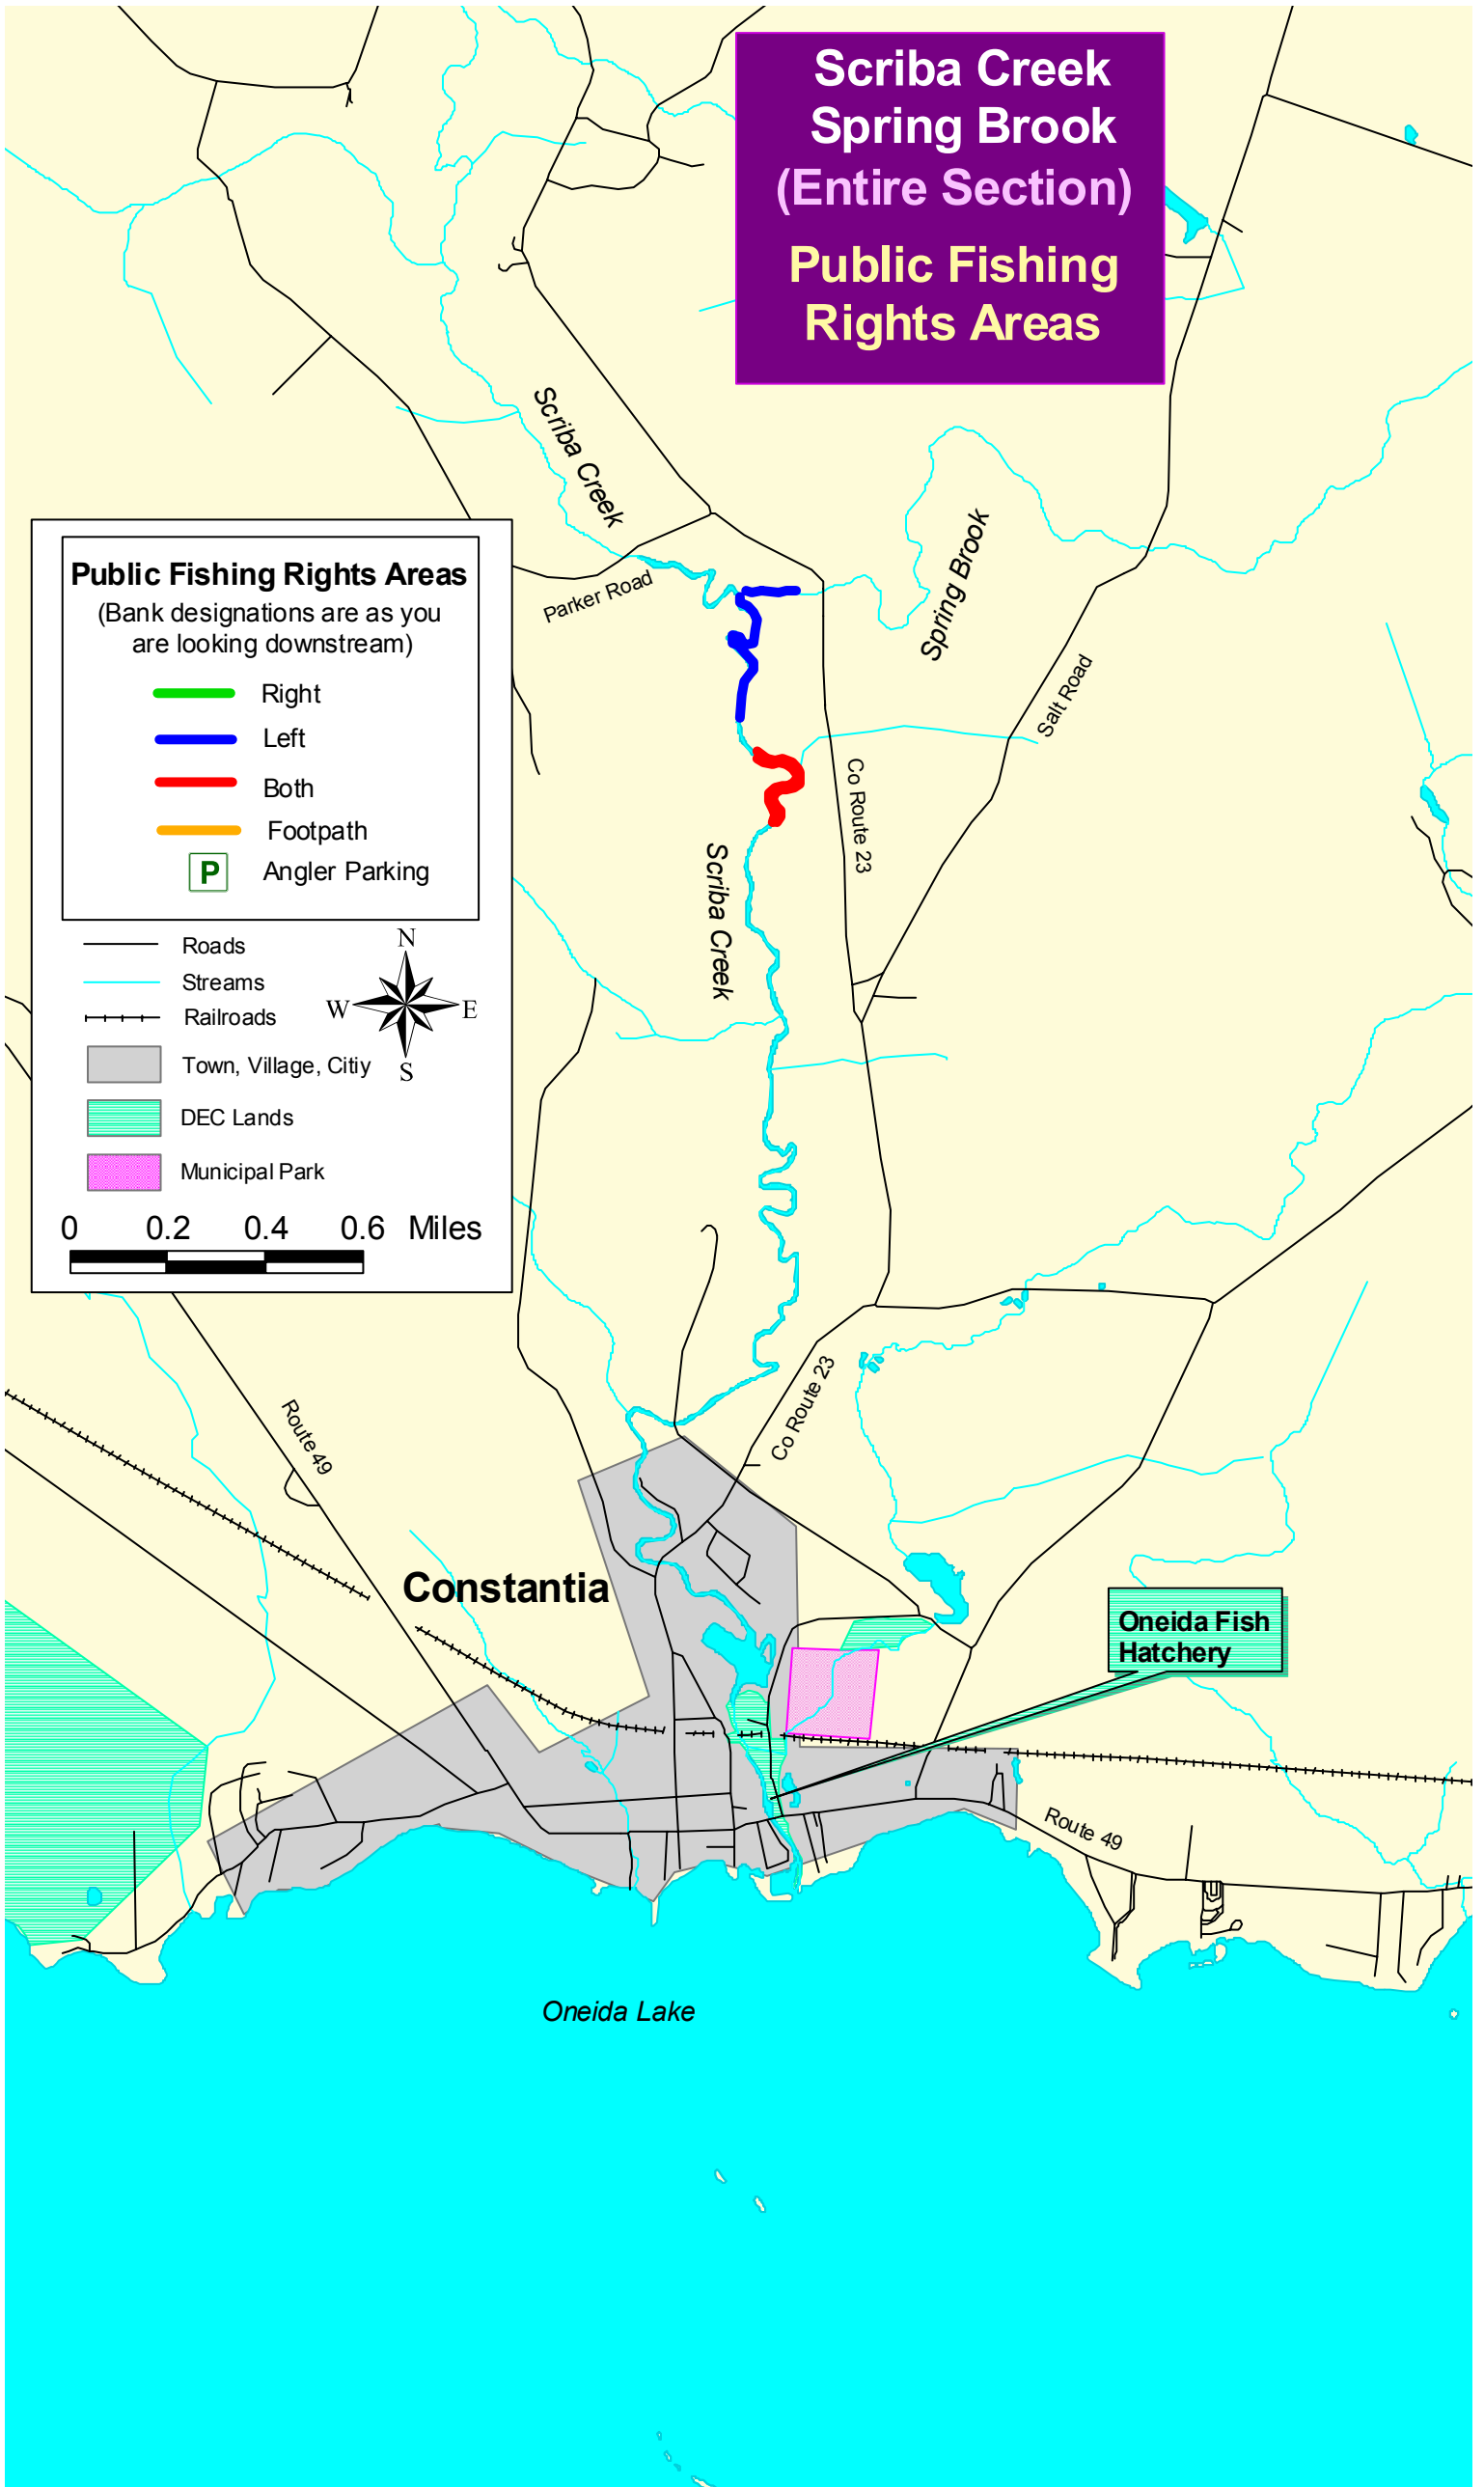 Scriba Creek
Spring Brook
(Entire Section)
Public Fishing
Rights Areas
Scriba Creek
Spring Brook
Parker Road
Salt Road
Co Route 23
Scriba Creek
Public Fishing Rights Areas
(Bank designations are as you
are looking downstream)
Right
Left
Both
Footpath
P Angler Parking
Roads
Streams
Railroads
Town, Village, Citiy
DEC Lands
Municipal Park
N
W E
S
0 0.2 0.4 0.6 Miles
Co Route 23
Route 49
Constantia
Oneida Fish
Hatchery
Route 49
Oneida Lake